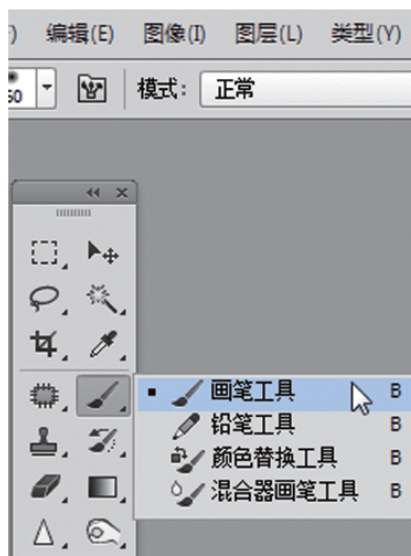 ) 编辑(E) 图像(I) 图层(L) 类型(Y)
50 模式： 正常
画笔工具 B
铅笔工具 B
颜色替换工具 B
混合器画笔工具 B